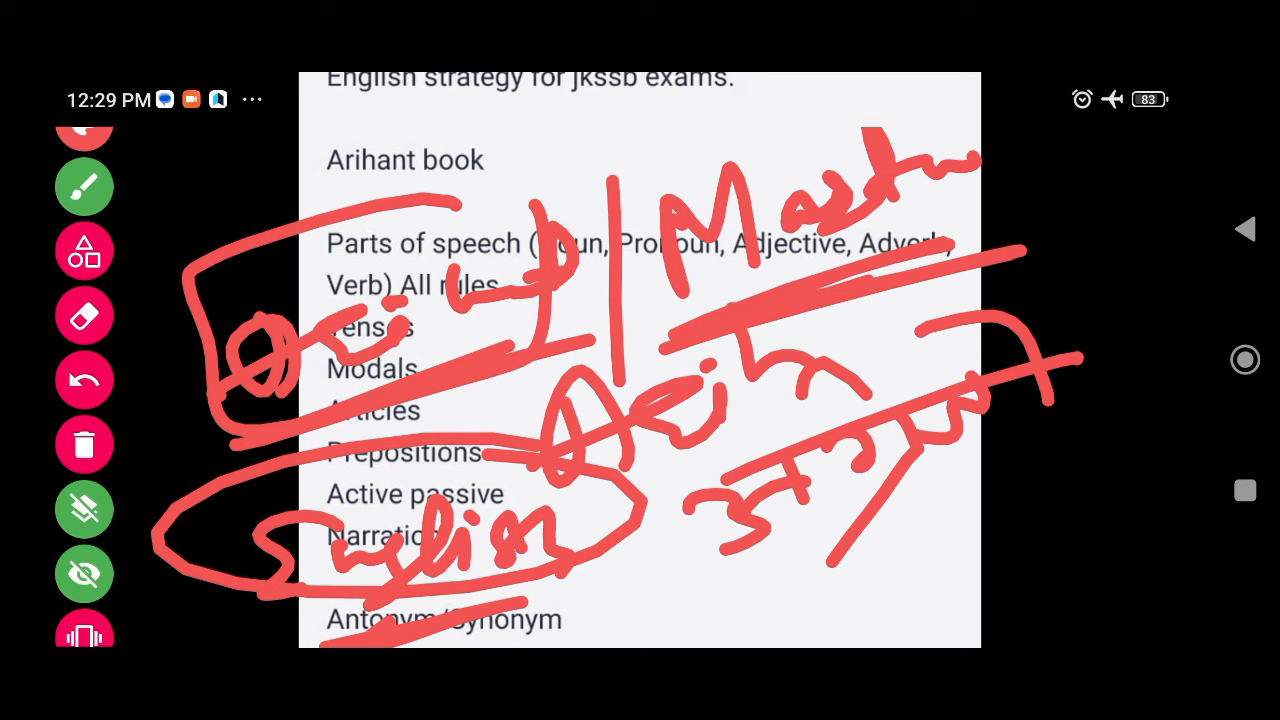 12:29 PM
83
English strategy for jkssb exams.
Arihant book
Parts of speech (Noun, Pronoun, Adjective, Adverb,
Verb) All rules
Tenses
Modals
Articles
Prepositions
Active passive
Narration
English
Antonym/Synonym